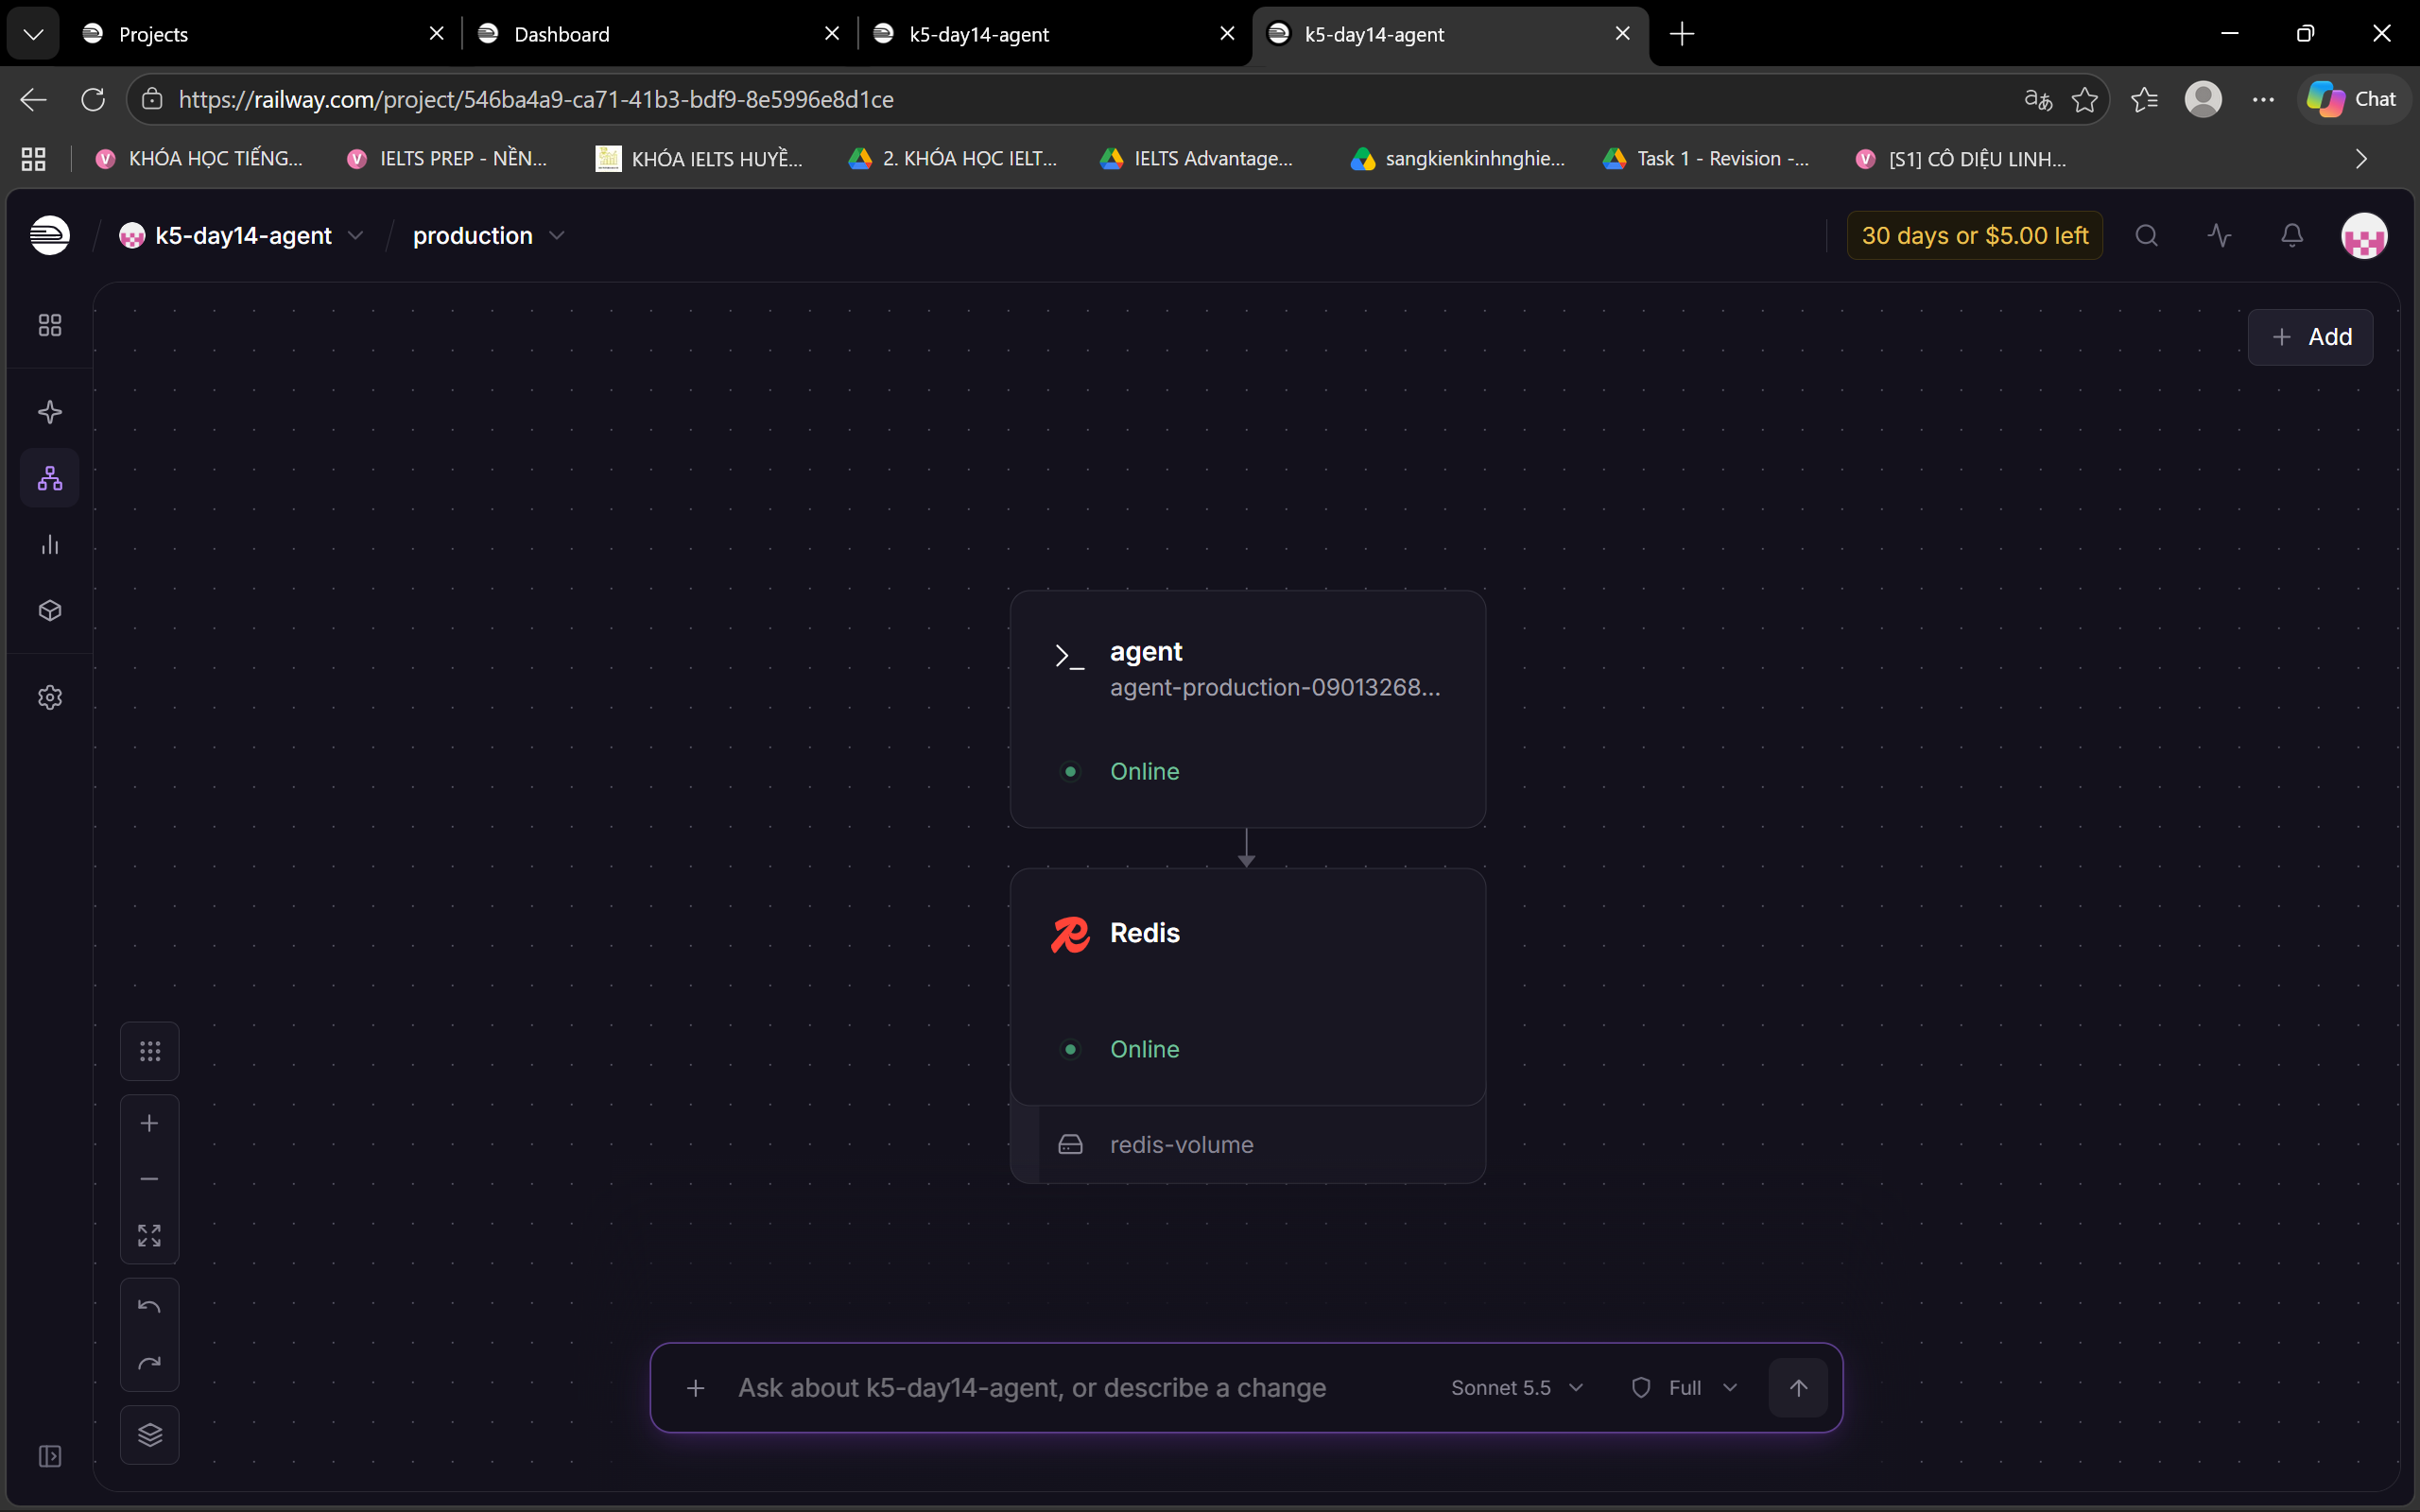 Projects
Dashboard
k5-day14-agent
k5-day14-agent
https://railway.com/project/546ba4a9-ca71-41b3-bdf9-8e5996e8d1ce
Chat
KHÓA HỌC TIẾNG...
IELTS PREP - NỀN...
KHÓA IELTS HUYỀ...
2. KHÓA HỌC IELT...
IELTS Advantage...
sangkienkinhnghie...
Task 1 - Revision -...
[S1] CÔ DIỆU LINH...
k5-day14-agent
production
30 days or $5.00 left
Add
agent
agent-production-09013268...
Online
Redis
Online
redis-volume
Ask about k5-day14-agent, or describe a change
Sonnet 5.5
Full